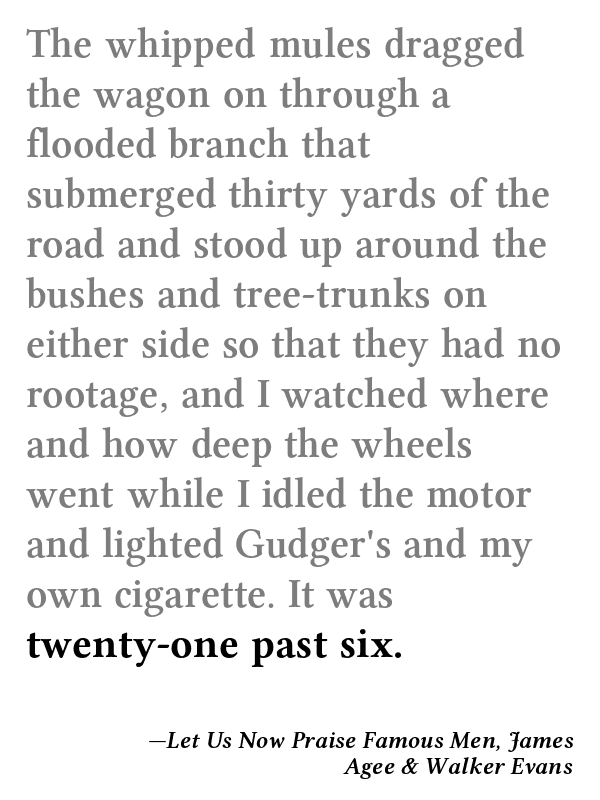 The whipped mules dragged
the wagon on through a
flooded branch that
submerged thirty yards of the
road and stood up around the
bushes and tree-trunks on
either side so that they had no
rootage, and I watched where
and how deep the wheels
went while I idled the motor
and lighted Gudger's and my
own cigarette. It was
twenty-one past six.
—Let Us Now Praise Famous Men, James
Agee & Walker Evans